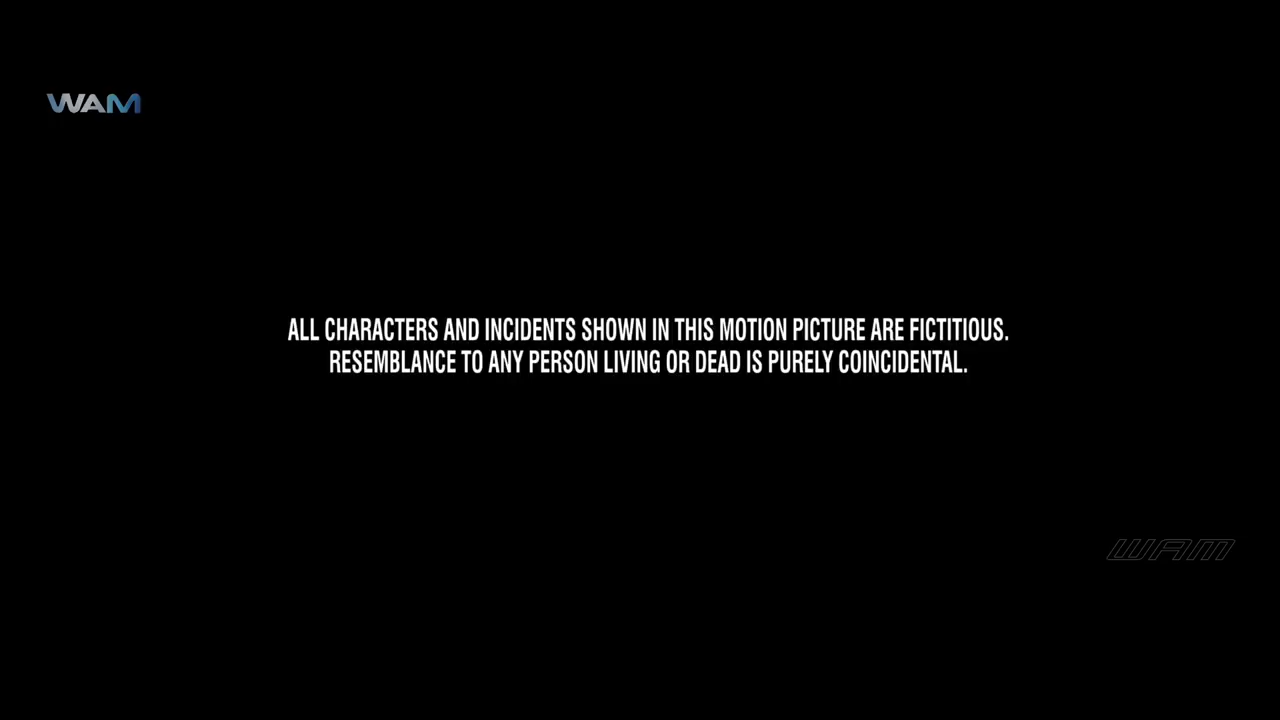 WAM
ALL CHARACTERS AND INCIDENTS SHOWN IN THIS MOTION PICTURE ARE FICTITIOUS.
RESEMBLANCE TO ANY PERSON LIVING OR DEAD IS PURELY COINCIDENTAL.
WAM